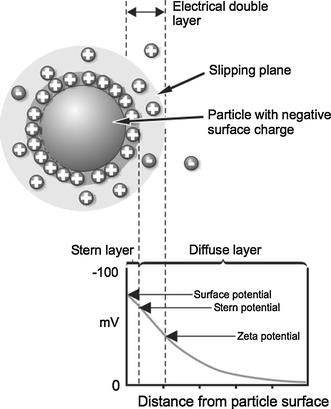 Electrical double
layer
Slipping plane
Particle with negative
surface charge
Stern layer
Diffuse layer
-100
Surface potential
Stern potential
mV
Zeta potential
0
Distance from particle surface